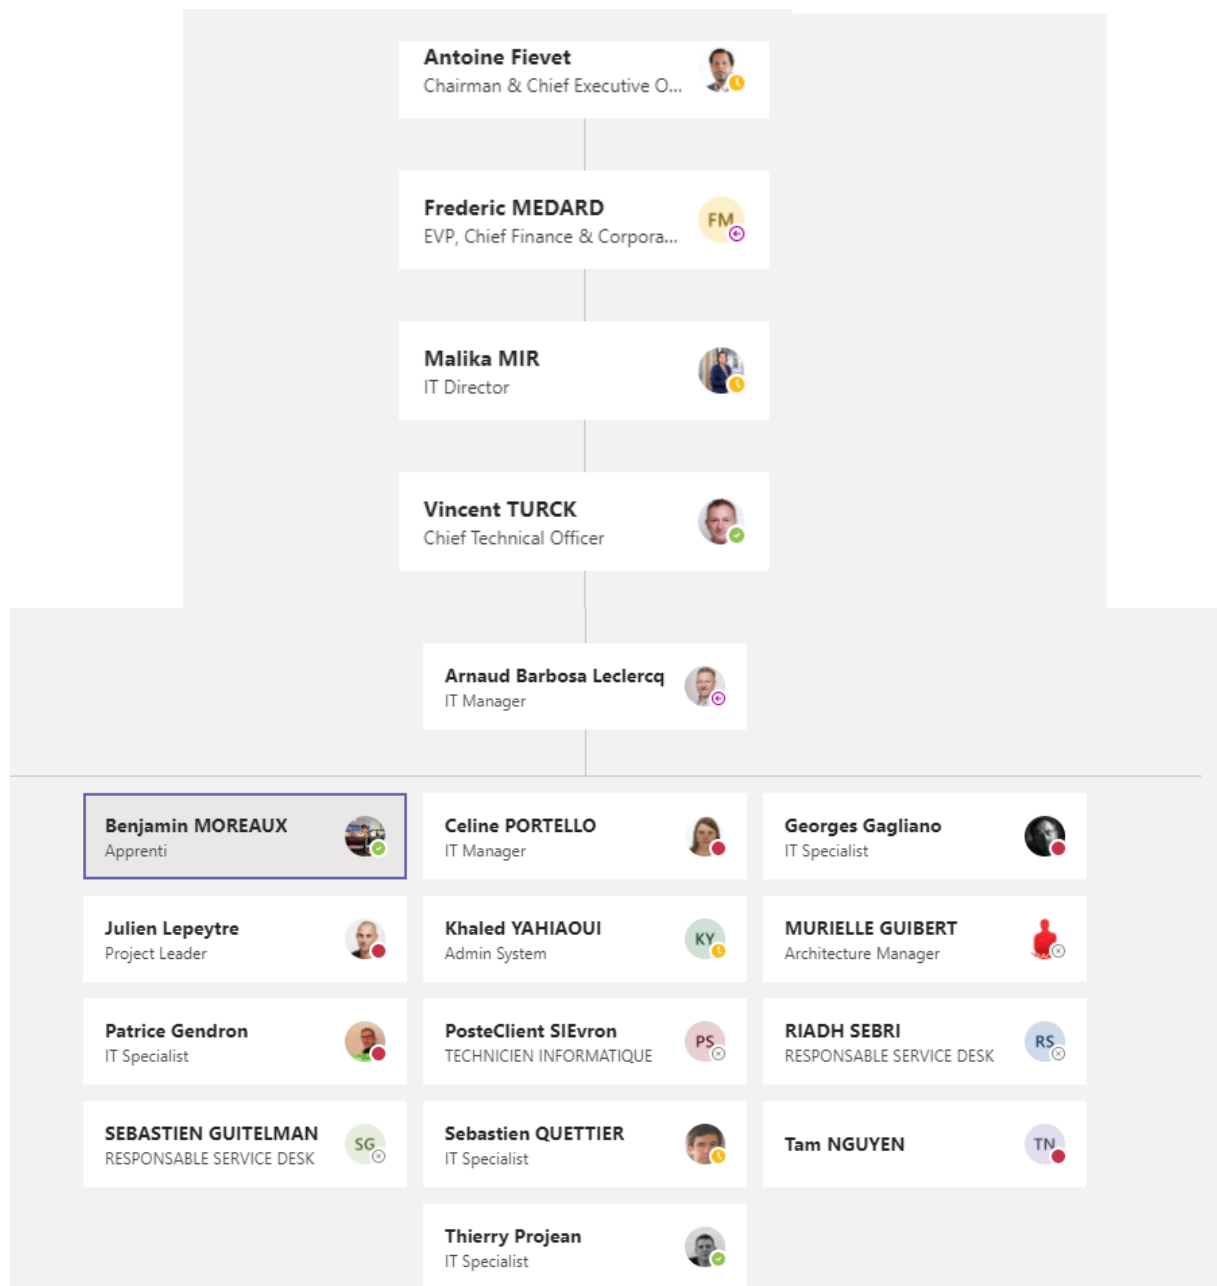 Antoine Fievet
Chairman & Chief Executive O...
Frederic MEDARD
EVP, Chief Finance & Corpora...
FM
Malika MIR
IT Director
Vincent TURCK
Chief Technical Officer
Arnaud Barbosa Leclercq
IT Manager
Benjamin MOREAUX
Apprenti
Celine PORTELLO
IT Manager
Georges Gagliano
IT Specialist
Julien Lepeytre
Project Leader
Khaled YAHIAOUI
Admin System
KY
MURIELLE GUIBERT
Architecture Manager
Patrice Gendron
IT Specialist
PosteClient SIEvron
TECHNICIEN INFORMATIQUE
PS
RIADH SEBRI
RESPONSABLE SERVICE DESK
RS
SEBASTIEN GUITELMAN
RESPONSABLE SERVICE DESK
SG
Sebastien QUETTIER
IT Specialist
Tam NGUYEN
TN
Thierry Projean
IT Specialist